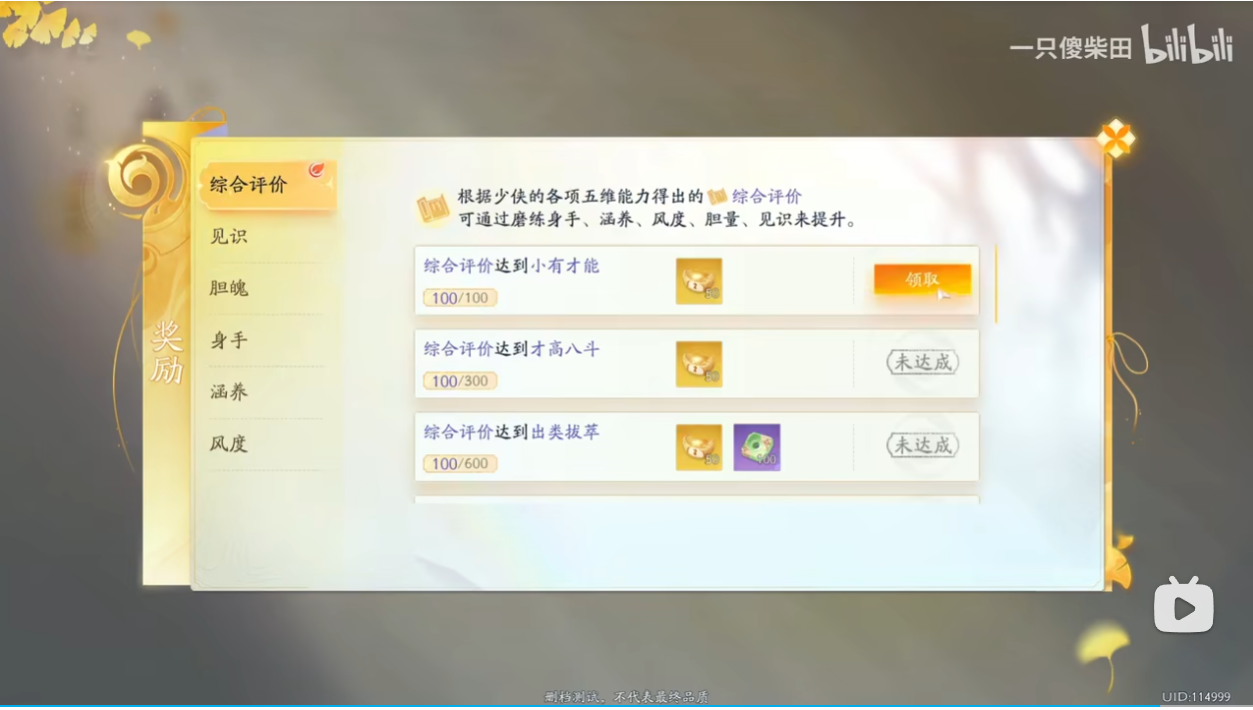 一只傻柴田 bilibili
奖励
综合评价
见识
胆魄
身手
涵养
风度
根据少侠的各项五维能力得出的 综合评价
可通过磨练身手、涵养、风度、胆量、见识来提升。
综合评价达到小有才能
100/100
50
领取
综合评价达到才高八斗
100/300
50
未达成
综合评价达到出类拔萃
100/600
50
100
未达成
删档测试，不代表最终品质
UID:114999